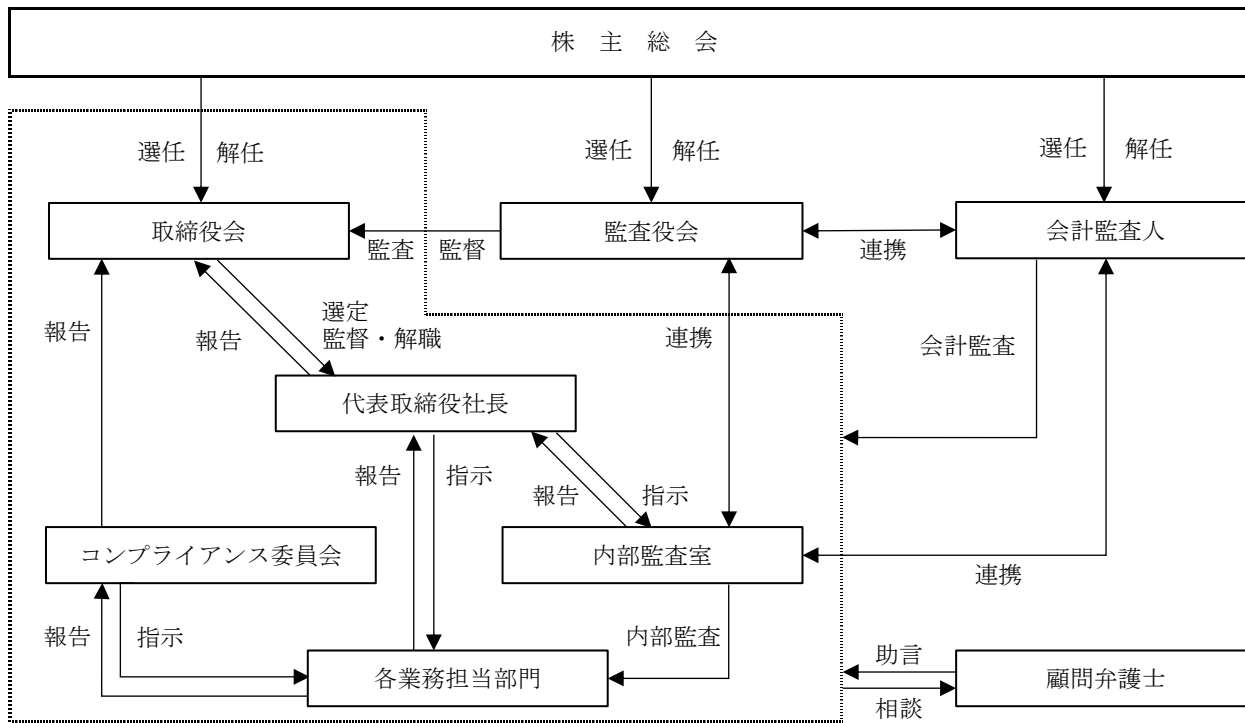 株 主 総 会
選任 解任
選任 解任
選任 解任
取締役会
監査 監督
監査役会
連携
会計監査人
報告
報告
選定
監督・解職
連携
会計監査
代表取締役社長
報告
指示
報告
指示
コンプライアンス委員会
内部監査室
連携
報告
指示
内部監査
各業務担当部門
助言
相談
顧問弁護士